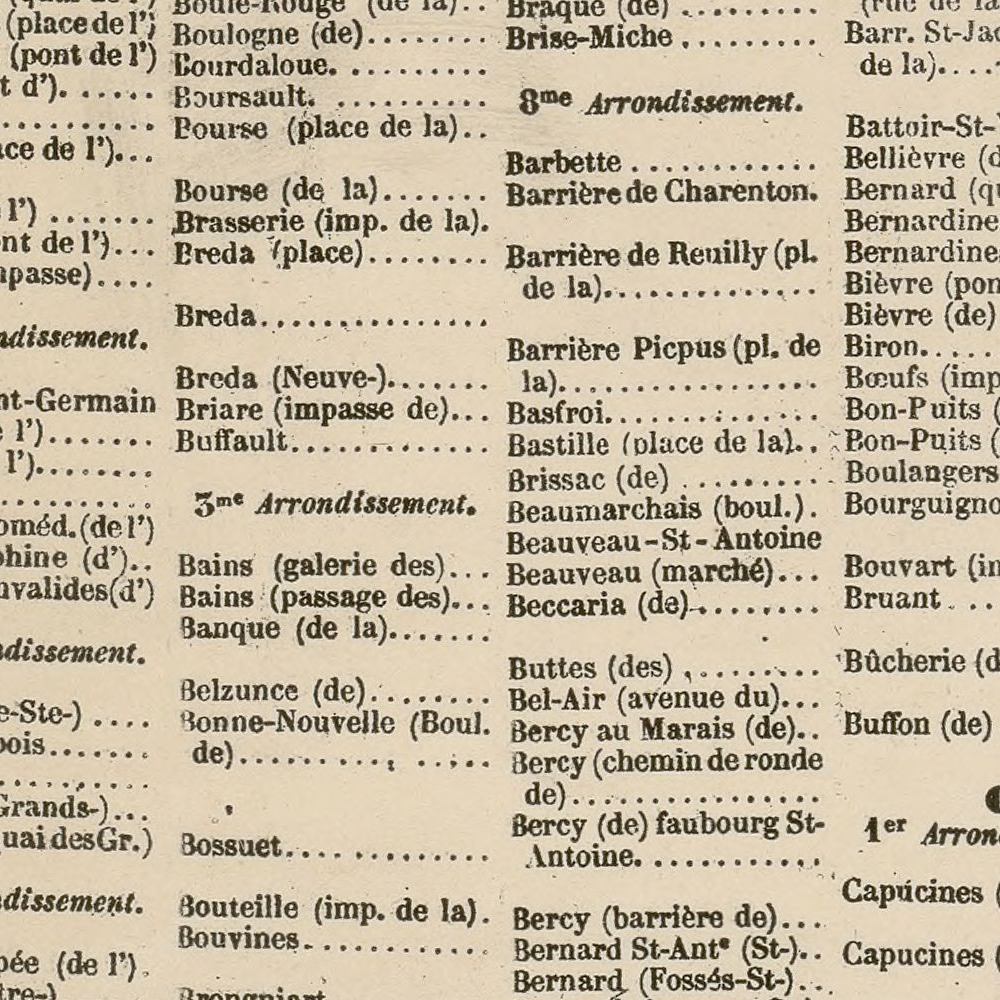 (place de l')
(pont de l')
t d'). .....
ace de l')...
l') .......
nt de l')...
npasse)....
ndissement.
nt-Germain
l').......
l')........
oméd. (de l')
phine (d')..
nvalides(d')
dissement.
e-Ste-) ....
bois.......
Grands-)...
uai des Gr.)
dissement.
pée (de l').
tre-)
Boule-Rouge (de la)..
Boulogne (de)........
Bourdaloue. .........
Boursault. ..........
Bourse (place de la)..
Bourse (de la).......
Brasserie (imp. de la).
Breda (place)........
Breda...............
Breda (Neuve-).......
Briare (impasse de)...
Buffault.............
3me Arrondissement.
Bains (galerie des)...
Bains (passage des)...
Banque (de la).......
Belzunce (de)........
Bonne-Nouvelle (Boul.
de)................
Bossuet..............
Bouteille (imp. de la).
Bouvines............
Brongniart
Braque (de) .........
Brise-Miche .........
8me Arrondissement.
Barbette ............
Barrière de Charenton.
Barrière de Reuilly (pl.
de la)..............
Barrière Picpus (pl. de
la).................
Basfroi..............
Bastille (place de la)..
Brissac (de) .........
Beaumarchais (boul.).
Beauveau-St-Antoine
Beauveau (marché)...
Beccaria (de).........
Buttes (des) .........
Bel-Air (avenue du)...
Bercy au Marais (de)..
Bercy (chemin de ronde
de)................
Bercy (de) faubourg St-
Antoine. ...........
Bercy (barrière de)...
Bernard St-Ante (St-)..
Bernard (Fossés-St-)...
(rue de la
Barr. St-Jac
de la)....
Battoir-St-
Bellièvre (d
Bernard (qu
Bernardine
Bernardine
Bièvre (pon
Bièvre (de)
Biron.....
Bœufs (imp
Bon-Puits (
Bon-Puits (
Boulangers
Bourguigno
Bouvart (in
Bruant ...
Bûcherie (d
Buffon (de)
1er Arron
Capucines (
Capucines (